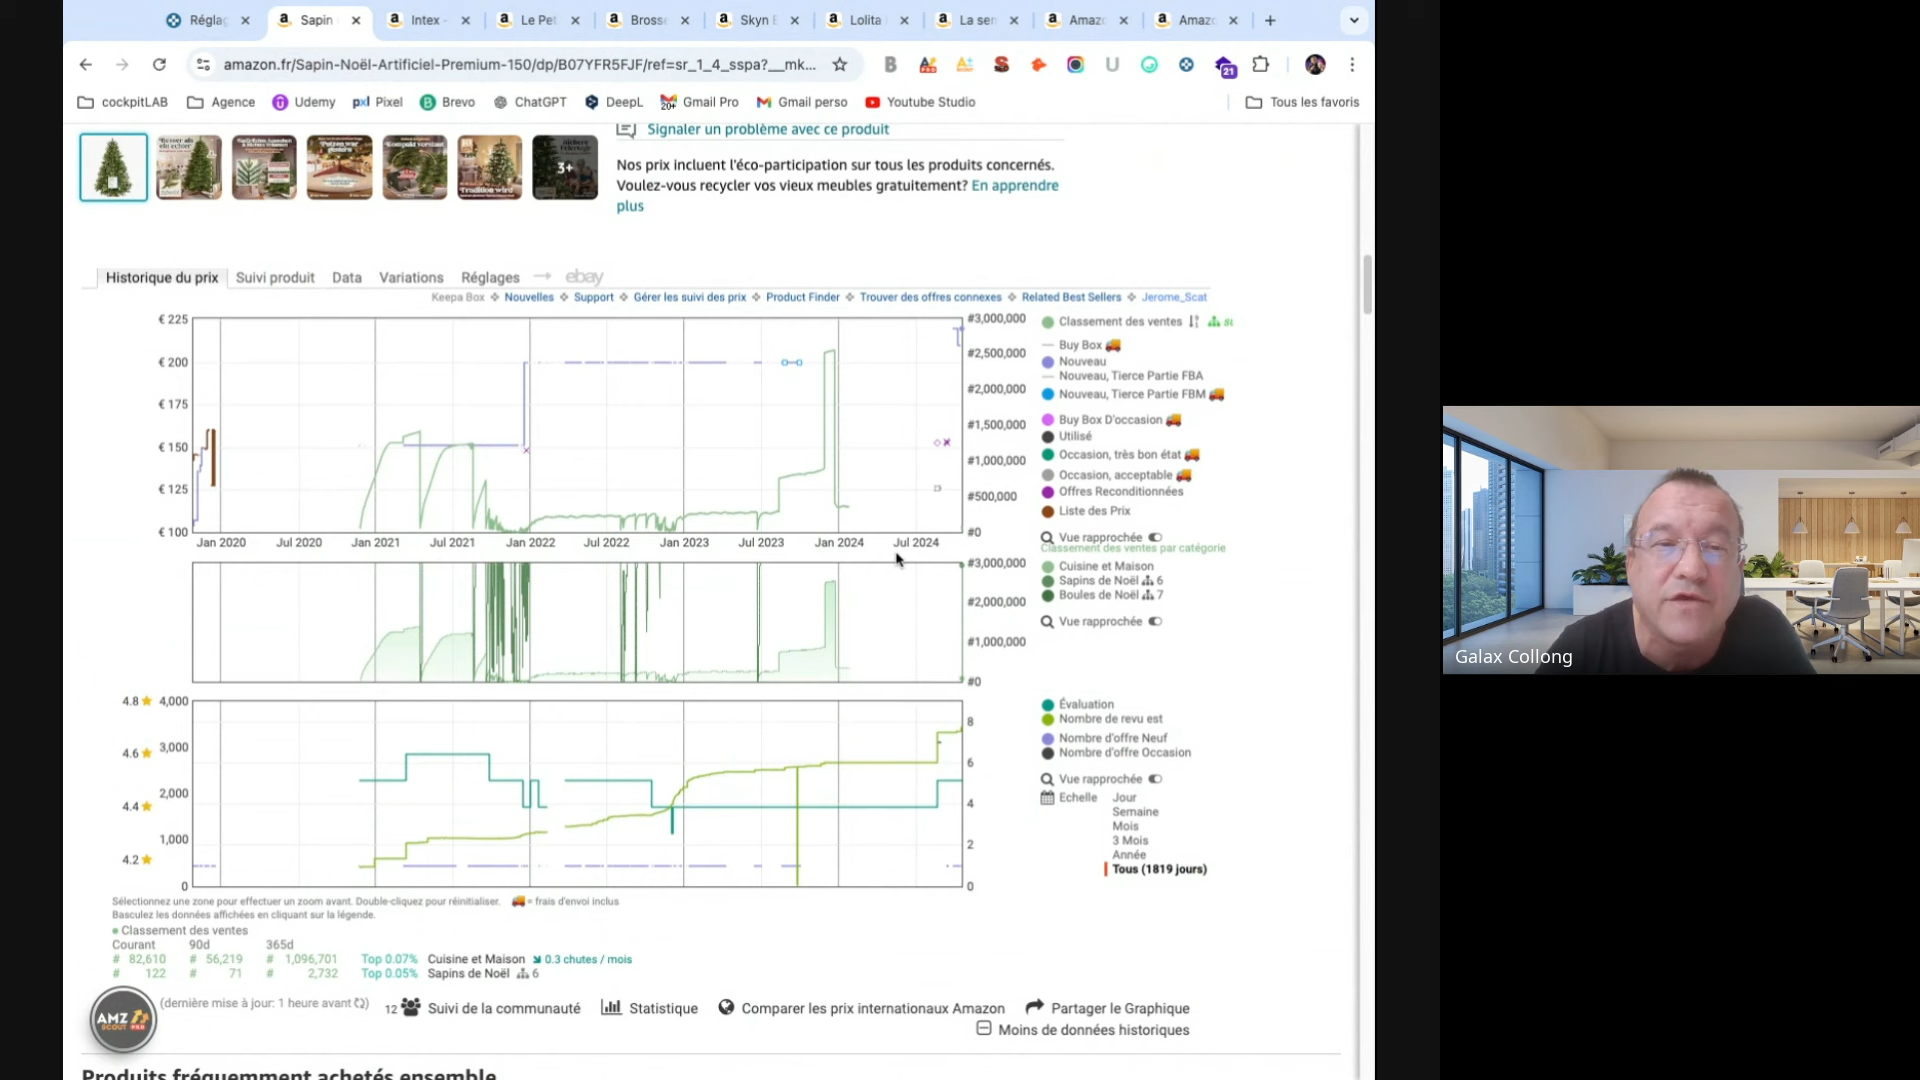 Réglag
Sapin
Intex -
Le Pet
Bross
Skyn E
Lolita
La sen
Amazo
Amazo
amazon.fr/Sapin-Noël-Artificiel-Premium-150/dp/B07YFR5FJF/ref=sr_1_4_sspa?__mk...
21
cockpitLAB
Agence
Udemy
pxl Pixel
Brevo
ChatGPT
DeepL
20+ Gmail Pro
Gmail perso
Youtube Studio
Tous les favoris
3+
Signaler un problème avec ce produit
Nos prix incluent l'éco-participation sur tous les produits concernés.
Voulez-vous recycler vos vieux meubles gratuitement? En apprendre
plus
Historique du prix
Suivi produit
Data
Variations
Réglages
ebay
Keepa Box
Nouvelles
Support
Gérer les suivi des prix
Product Finder
Trouver des offres connexes
Related Best Sellers
Jerome_Scat
€ 225
€ 200
€ 175
€ 150
€ 125
€ 100
#3,000,000
#2,500,000
#2,000,000
#1,500,000
#1,000,000
#500,000
#0
Jan 2020
Jul 2020
Jan 2021
Jul 2021
Jan 2022
Jul 2022
Jan 2023
Jul 2023
Jan 2024
Jul 2024
Classement des ventes
Buy Box
Nouveau
Nouveau, Tierce Partie FBA
Nouveau, Tierce Partie FBM
Buy Box D'occasion
Utilisé
Occasion, très bon état
Occasion, acceptable
Offres Reconditionnées
Liste des Prix
Vue rapprochée
Classement des ventes par catégorie
#3,000,000
#2,000,000
#1,000,000
#0
Cuisine et Maison
Sapins de Noël 6
Boules de Noël 7
Vue rapprochée
4.8
4.6
4.4
4.2
4,000
3,000
2,000
1,000
0
8
6
4
2
0
Évaluation
Nombre de revu est
Nombre d'offre Neuf
Nombre d'offre Occasion
Vue rapprochée
Echelle
Jour
Semaine
Mois
3 Mois
Année
Tous (1819 jours)
Sélectionnez une zone pour effectuer un zoom avant. Double-cliquez pour réinitialiser. = frais d'envoi inclus
Basculez les données affichées en cliquant sur la légende.
Classement des ventes
Courant 90d 365d
# 82,610 # 56,219 # 1,096,701 Top 0.07% Cuisine et Maison 0.3 chutes / mois
# 122 # 71 # 2,732 Top 0.05% Sapins de Noël 6
(dernière mise à jour: 1 heure avant)
12 Suivi de la communauté
Statistique
Comparer les prix internationaux Amazon
Partager le Graphique
Moins de données historiques
AMZ
SCOUT PRO
Produits fréquemment achetés ensemble
Galax Collong